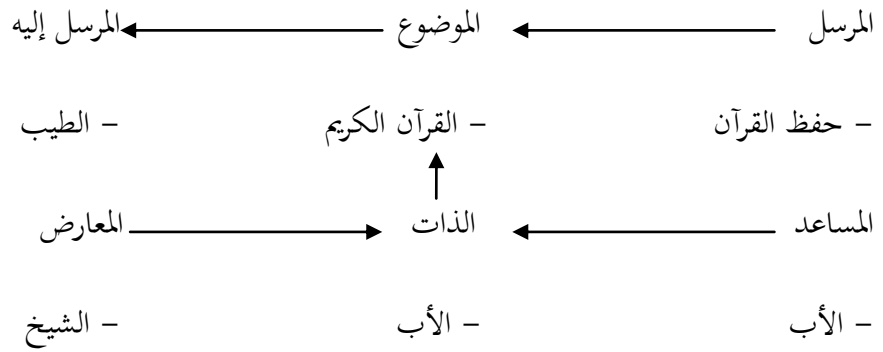 المرسل الموضوع المرسل إليه
– حفظ القرآن – القرآن الكريم – الطيب
المساعد الذات المعارض
– الأب – الأب – الشيخ